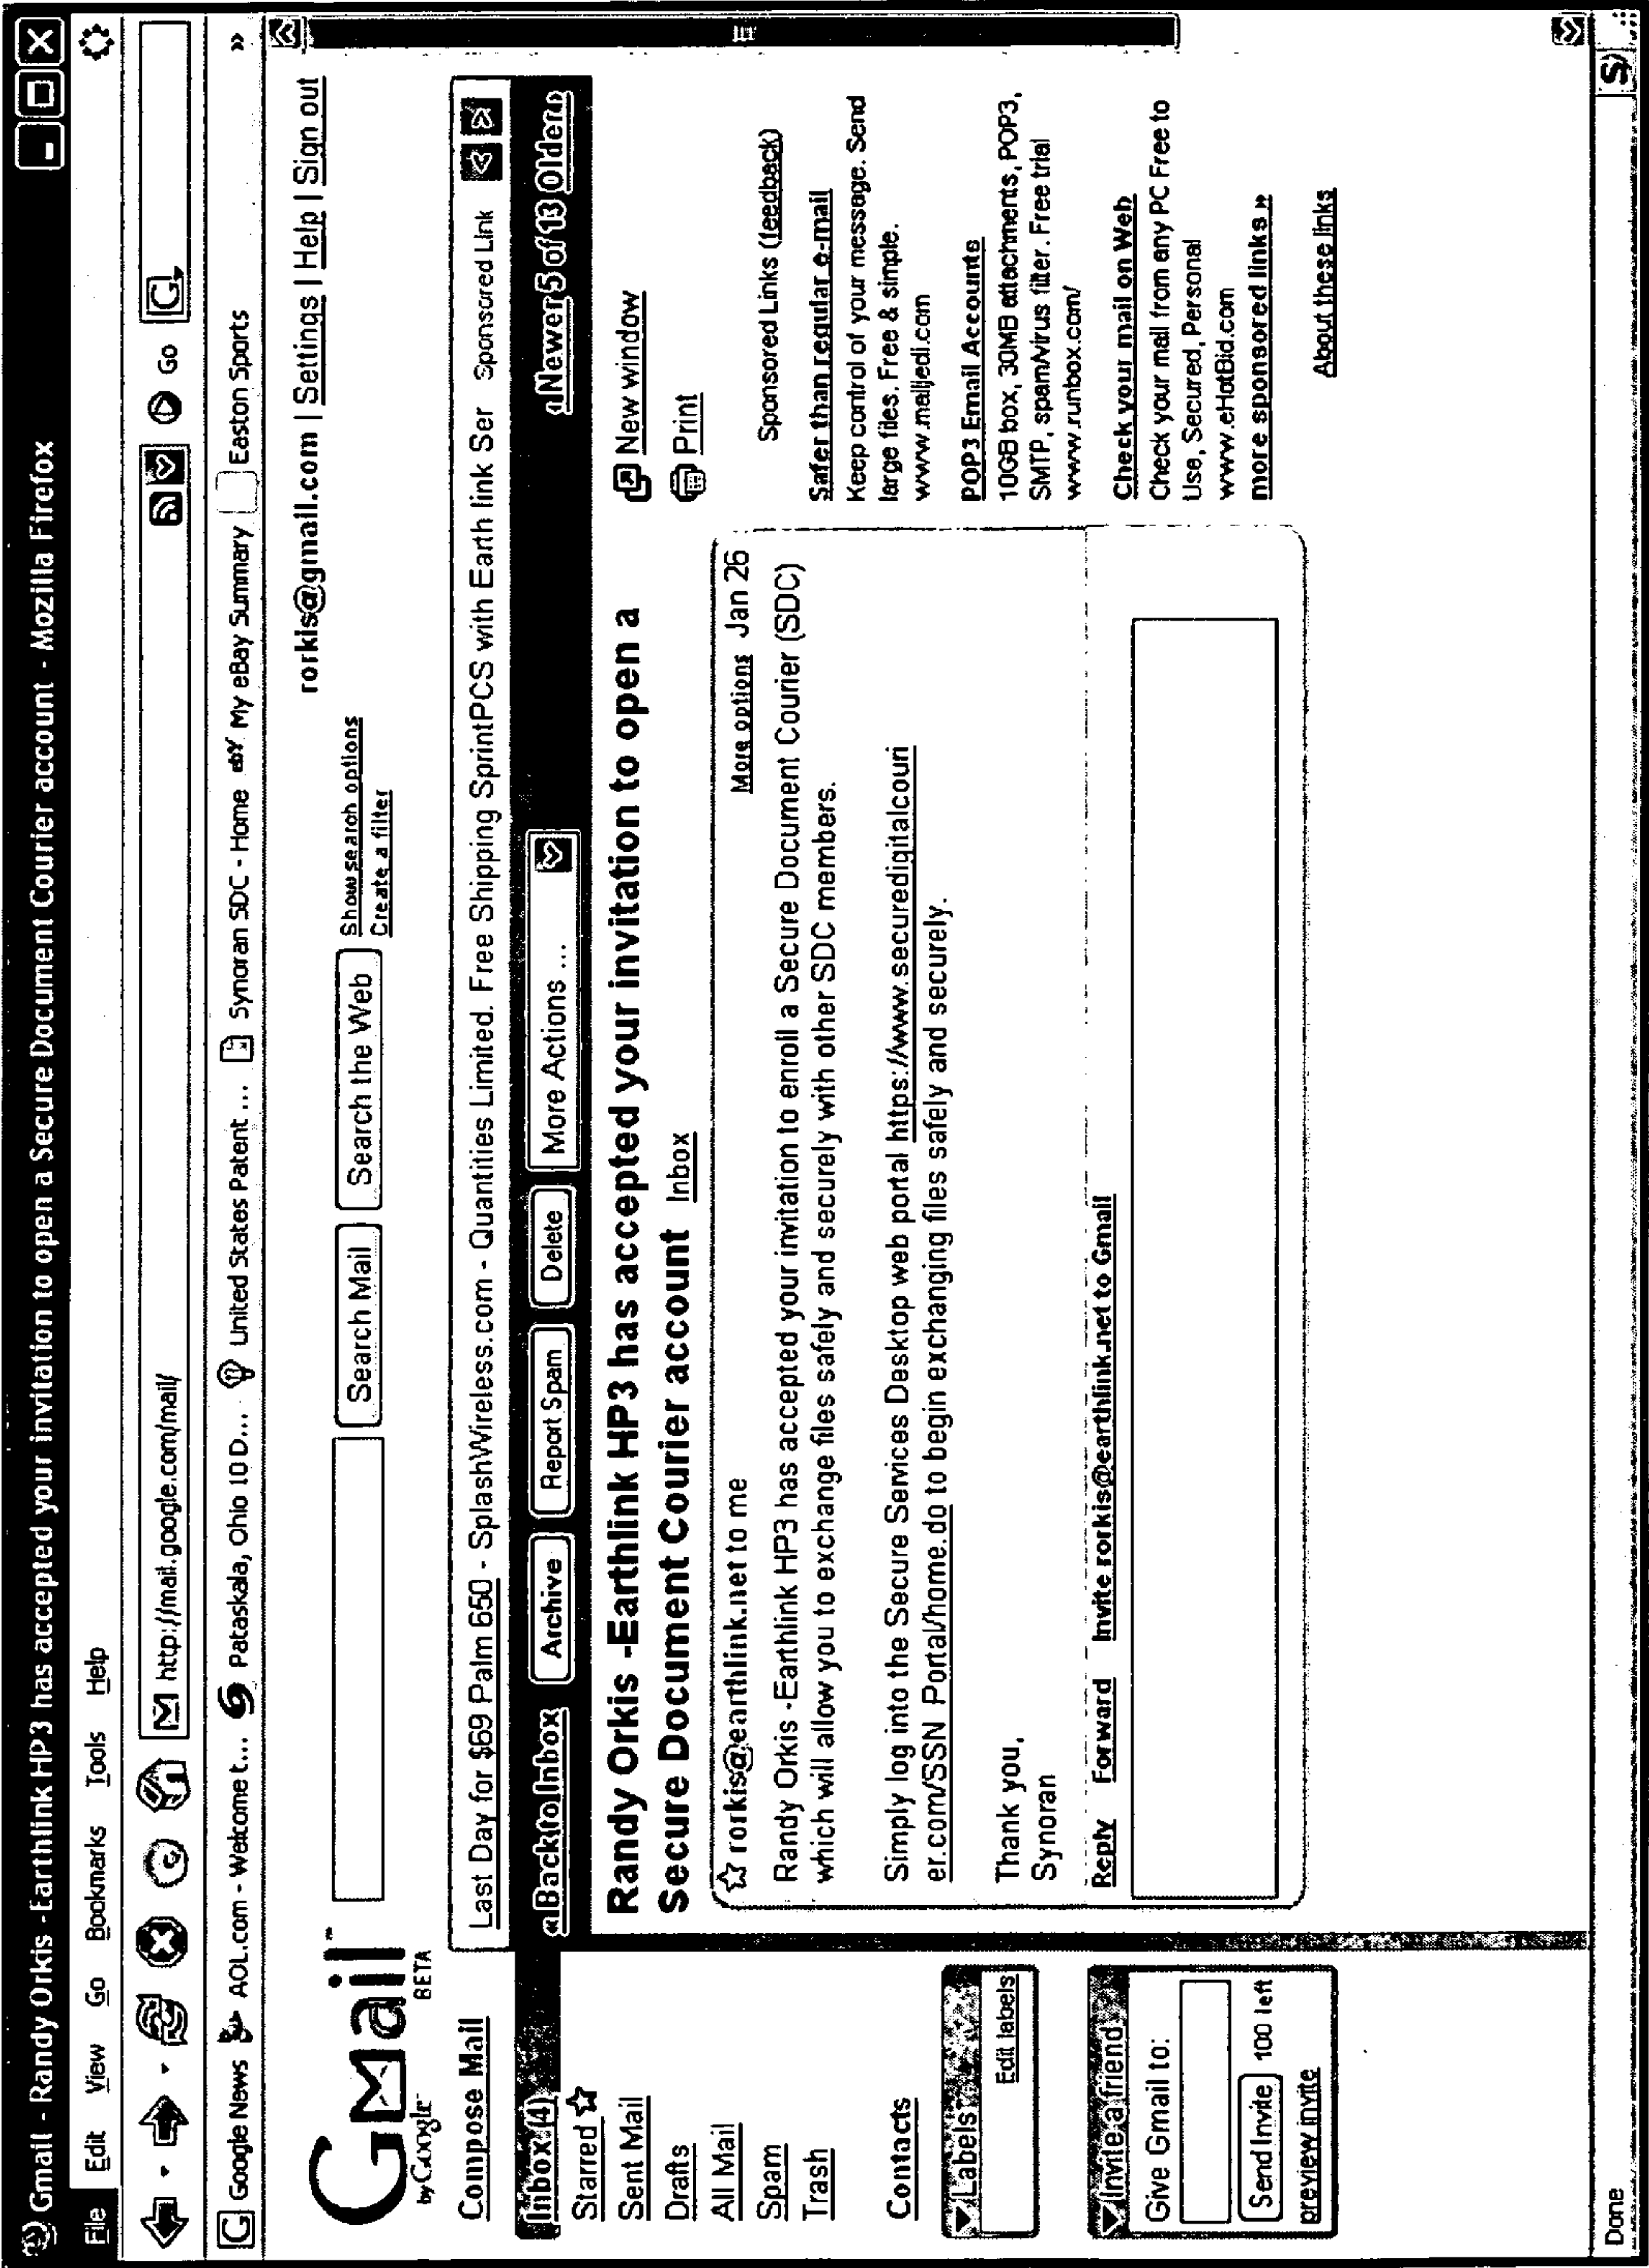 Gmail - Randy Orkis -Earthlink HP3 has accepted your invitation to open a Secure Document Courier account - Mozilla Firefox
File Edit View Go Bookmarks Tools Help
http://mail.google.com/mail/ Go G
Google News AOL.com - Welcome t... Pataskala, Ohio 10 D... United States Patent ... Synoran SDC - Home ebY My eBay Summary Easton Sports »
rorkis@gmail.com | Settings | Help | Sign out
GMail™
by Google
BETA
Search Mail Search the Web Show search options
Create a filter
Last Day for $69 Palm 650 - SplashWireless.com - Quantities Limited. Free Shipping SprintPCS with Earth link Ser Sponsored Link < >
Compose Mail
Inbox (4)
Starred
Sent Mail
Drafts
All Mail
Spam
Trash
Contacts
Labels
Edit labels
Invite a friend
Give Gmail to:
Send Invite 100 left
preview invite
« Back to Inbox Archive Report Spam Delete More Actions ... ‹ Newer 5 of 13 Older ›
Randy Orkis -Earthlink HP3 has accepted your invitation to open a
Secure Document Courier account Inbox
rorkis@earthlink.net to me More options Jan 26
Randy Orkis -Earthlink HP3 has accepted your invitation to enroll a Secure Document Courier (SDC)
which will allow you to exchange files safely and securely with other SDC members.
Simply log into the Secure Services Desktop web portal https://www.securedigitalcouri
er.com/SSN Portal/home.do to begin exchanging files safely and securely.
Thank you,
Synoran
Reply Forward Invite rorkis@earthlink.net to Gmail
New window
Print
Sponsored Links (feedback)
Safer than regular e-mail
Keep control of your message. Send
large files. Free & simple.
www.mailjedi.com
POP3 Email Accounts
10GB box, 30MB attachments, POP3,
SMTP, spam/virus filter. Free trial
www.runbox.com/
Check your mail on Web
Check your mail from any PC Free to
Use, Secured, Personal
www.eHotBid.com
more sponsored links »
About these links
Done